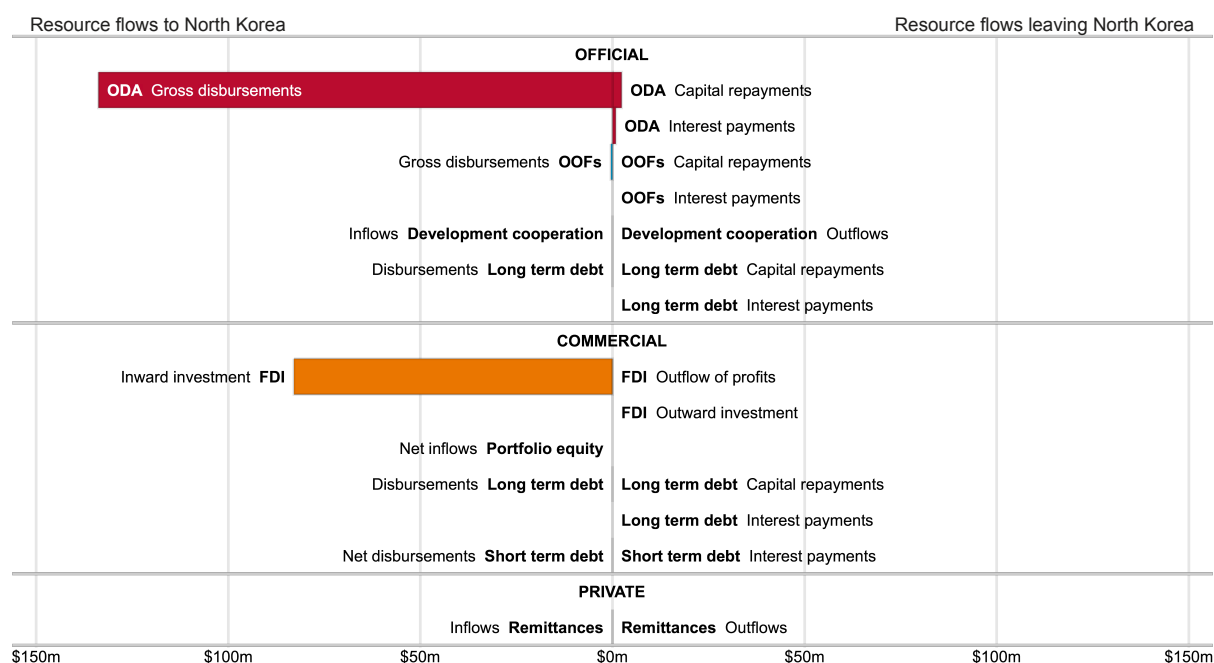 Resource flows to North Korea Resource flows leaving North Korea
OFFICIAL
ODA Gross disbursements ODA Capital repayments
ODA Interest payments
Gross disbursements OOFs OOFs Capital repayments
OOFs Interest payments
Inflows Development cooperation Development cooperation Outflows
Disbursements Long term debt Long term debt Capital repayments
Long term debt Interest payments
COMMERCIAL
Inward investment FDI FDI Outflow of profits
FDI Outward investment
Net inflows Portfolio equity
Disbursements Long term debt Long term debt Capital repayments
Long term debt Interest payments
Net disbursements Short term debt Short term debt Interest payments
PRIVATE
Inflows Remittances Remittances Outflows
$150m $100m $50m $0m $50m $100m $150m